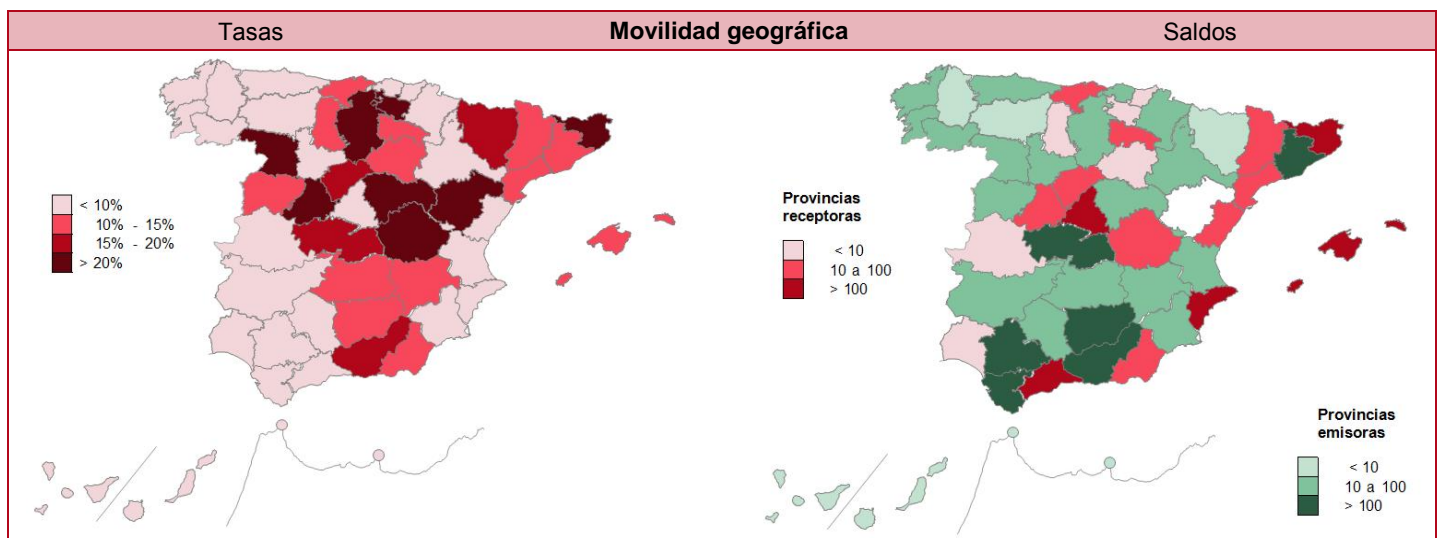 Tasas Movilidad geográfica Saldos
< 10%
10% - 15%
15% - 20%
> 20%
Provincias
receptoras
< 10
10 a 100
> 100
Provincias
emisoras
< 10
10 a 100
> 100